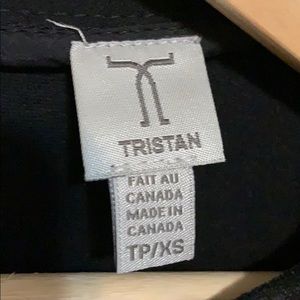 TRISTAN
FAIT AU
CANADA
MADE IN
CANADA
TP/XS